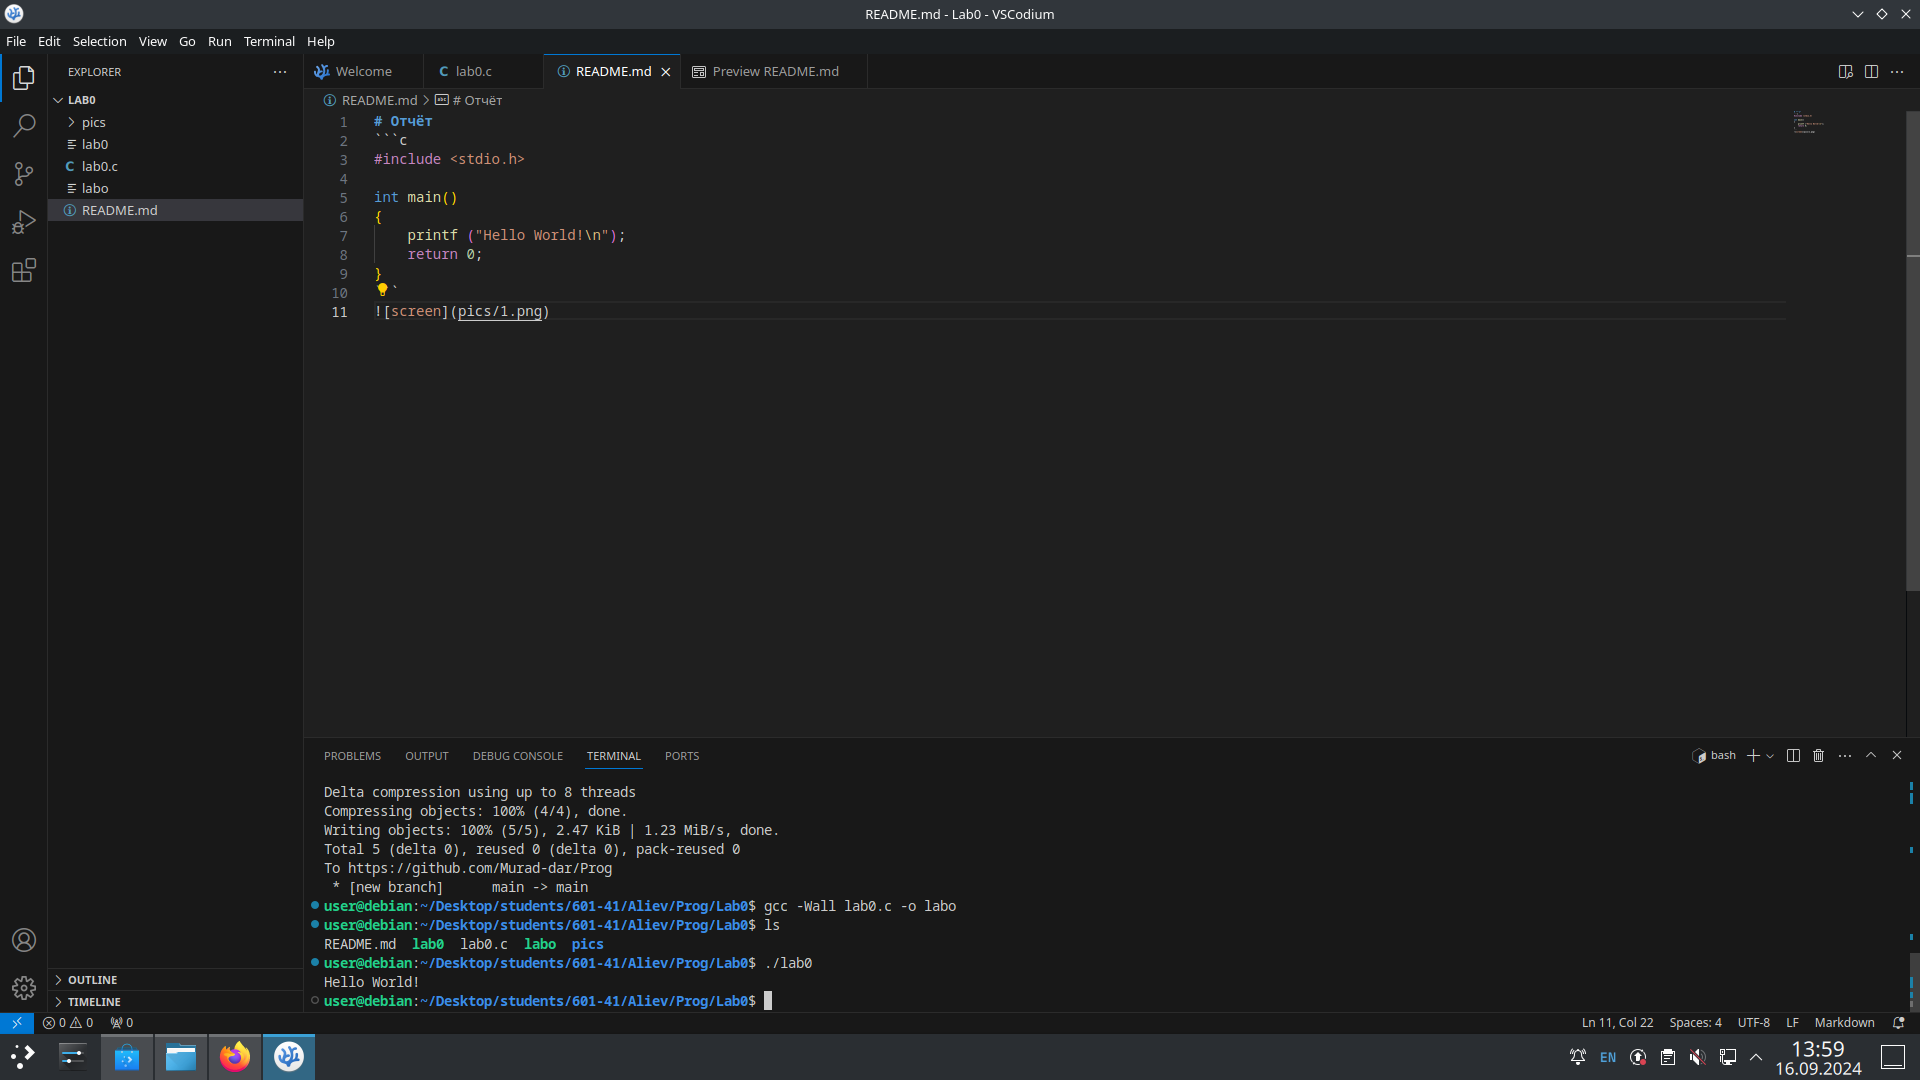 README.md - Lab0 - VSCodium
File Edit Selection View Go Run Terminal Help
EXPLORER
Welcome
lab0.c
README.md
Preview README.md
LAB0
pics
lab0
lab0.c
labo
README.md
README.md > # Отчёт
1 # Отчёт
2 ```c
3 #include <stdio.h>
4
5 int main()
6 {
7 printf ("Hello World!\n");
8 return 0;
9 }
10 `
11 ![screen](pics/1.png)
PROBLEMS OUTPUT DEBUG CONSOLE TERMINAL PORTS
bash
Delta compression using up to 8 threads
Compressing objects: 100% (4/4), done.
Writing objects: 100% (5/5), 2.47 KiB | 1.23 MiB/s, done.
Total 5 (delta 0), reused 0 (delta 0), pack-reused 0
To https://github.com/Murad-dar/Prog
* [new branch] main -> main
user@debian:~/Desktop/students/601-41/Aliev/Prog/Lab0$ gcc -Wall lab0.c -o labo
user@debian:~/Desktop/students/601-41/Aliev/Prog/Lab0$ ls
README.md lab0 lab0.c labo pics
user@debian:~/Desktop/students/601-41/Aliev/Prog/Lab0$ ./lab0
Hello World!
user@debian:~/Desktop/students/601-41/Aliev/Prog/Lab0$
OUTLINE
TIMELINE
0 0 0
Ln 11, Col 22 Spaces: 4 UTF-8 LF Markdown
EN
13:59
16.09.2024